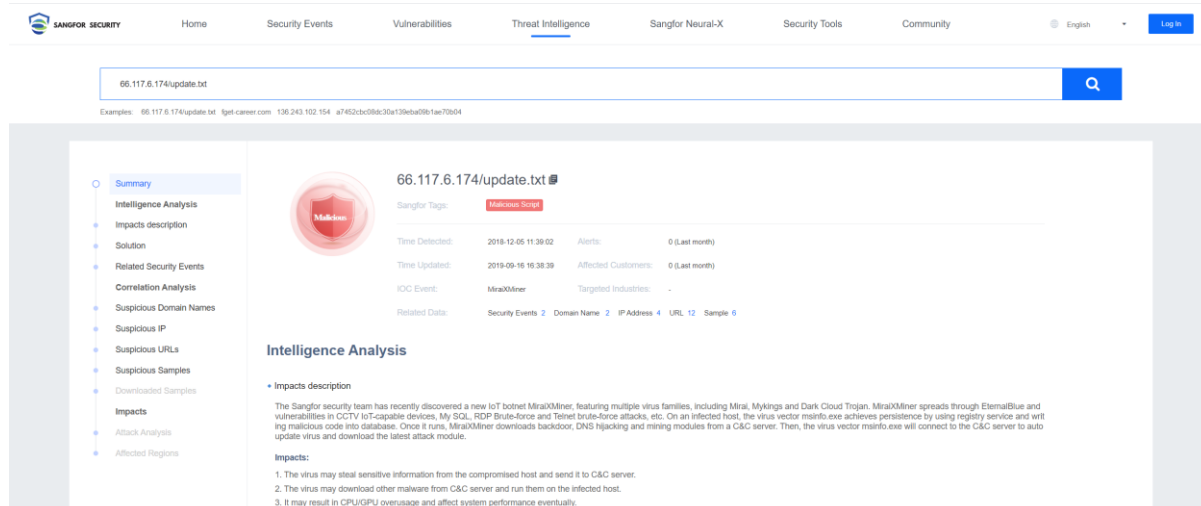 SANGFOR SECURITY Home Security Events Vulnerabilities Threat Intelligence Sangfor Neural-X Security Tools Community English Log In
66.117.6.174/update.txt
Examples: 66.117.6.174/update.txt fget-career.com 136.243.102.154 a7452cbc08dc30a139eba09b1ae70b04
Summary
Intelligence Analysis
Impacts description
Solution
Related Security Events
Correlation Analysis
Suspicious Domain Names
Suspicious IP
Suspicious URLs
Suspicious Samples
Downloaded Samples
Impacts
Attack Analysis
Affected Regions
Malicious
66.117.6.174/update.txt
Sangfor Tags: Malicious Script
Time Detected: 2018-12-05 11:39:02 Alerts: 0 (Last month)
Time Updated: 2019-09-16 16:38:39 Affected Customers: 0 (Last month)
IOC Event: MiraiXMiner Targeted Industries: -
Related Data: Security Events 2 Domain Name 2 IP Address 4 URL 12 Sample 6
Intelligence Analysis
• Impacts description
The Sangfor security team has recently discovered a new IoT botnet MiraiXMiner, featuring multiple virus families, including Mirai, Mykings and Dark Cloud Trojan. MiraiXMiner spreads through EternalBlue and
vulnerabilities in CCTV IoT-capable devices, My SQL, RDP Brute-force and Telnet brute-force attacks, etc. On an infected host, the virus vector msinfo.exe achieves persistence by using registry service and writ
ing malicious code into database. Once it runs, MiraiXMiner downloads backdoor, DNS hijacking and mining modules from a C&C server. Then, the virus vector msinfo.exe will connect to the C&C server to auto
update virus and download the latest attack module.
Impacts:
1. The virus may steal sensitive information from the compromised host and send it to C&C server.
2. The virus may download other malware from C&C server and run them on the infected host.
3. It may result in CPU/GPU overusage and affect system performance eventually.